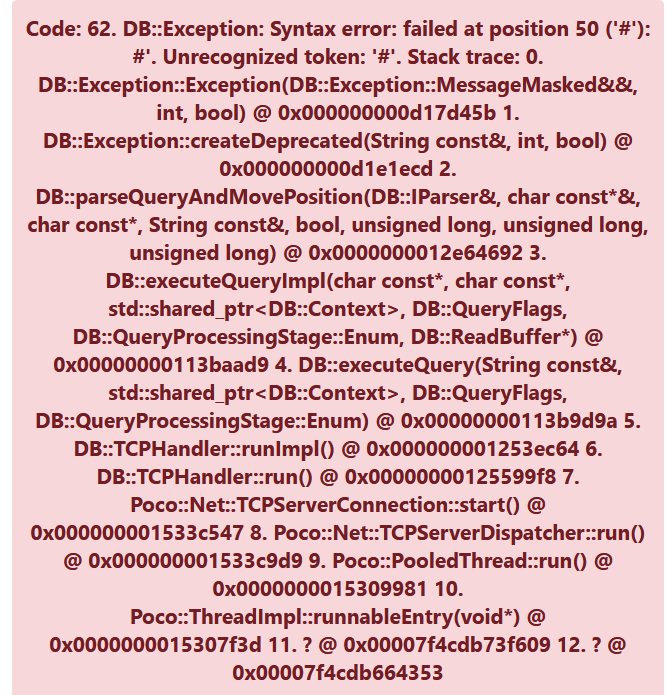 Code: 62. DB::Exception: Syntax error: failed at position 50 ('#'):
#'. Unrecognized token: '#'. Stack trace: 0.
DB::Exception::Exception(DB::Exception::MessageMasked&&,
int, bool) @ 0x000000000d17d45b 1.
DB::Exception::createDeprecated(String const&, int, bool) @
0x000000000d1e1ecd 2.
DB::parseQueryAndMovePosition(DB::IParser&, char const*&,
char const*, String const&, bool, unsigned long, unsigned long,
unsigned long) @ 0x0000000012e64692 3.
DB::executeQueryImpl(char const*, char const*,
std::shared_ptr<DB::Context>, DB::QueryFlags,
DB::QueryProcessingStage::Enum, DB::ReadBuffer*) @
0x00000000113baad9 4. DB::executeQuery(String const&,
std::shared_ptr<DB::Context>, DB::QueryFlags,
DB::QueryProcessingStage::Enum) @ 0x00000000113b9d9a 5.
DB::TCPHandler::runImpl() @ 0x000000001253ec64 6.
DB::TCPHandler::run() @ 0x00000000125599f8 7.
Poco::Net::TCPServerConnection::start() @
0x000000001533c547 8. Poco::Net::TCPServerDispatcher::run()
@ 0x000000001533c9d9 9. Poco::PooledThread::run() @
0x0000000015309981 10.
Poco::ThreadImpl::runnableEntry(void*) @
0x0000000015307f3d 11. ? @ 0x00007f4cdb73f609 12. ? @
0x00007f4cdb664353